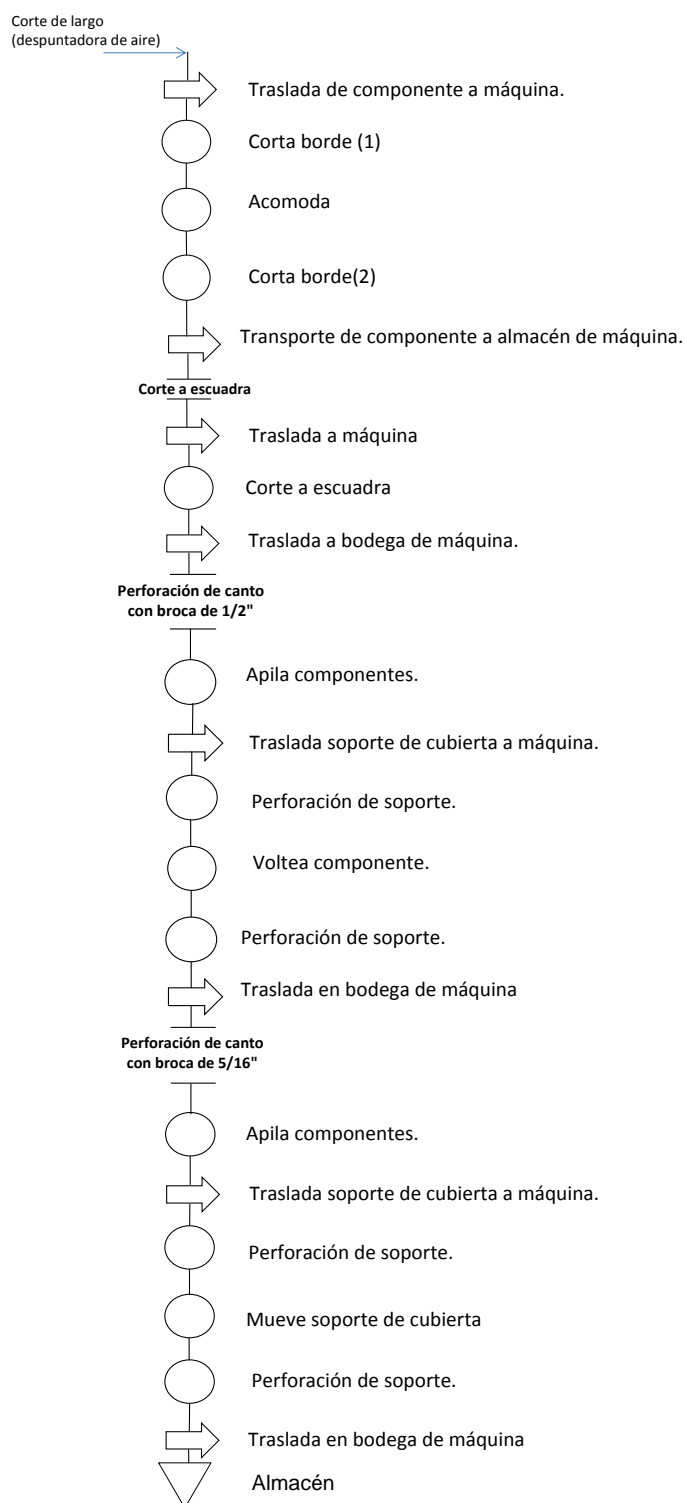 Corte de largo
(despuntadora de aire)
Traslada de componente a máquina.
Corta borde (1)
Acomoda
Corta borde(2)
Transporte de componente a almacén de máquina.
Corte a escuadra
Traslada a máquina
Corte a escuadra
Traslada a bodega de máquina.
Perforación de canto
con broca de 1/2"
Apila componentes.
Traslada soporte de cubierta a máquina.
Perforación de soporte.
Voltea componente.
Perforación de soporte.
Traslada en bodega de máquina
Perforación de canto
con broca de 5/16"
Apila componentes.
Traslada soporte de cubierta a máquina.
Perforación de soporte.
Mueve soporte de cubierta
Perforación de soporte.
Traslada en bodega de máquina
Almacén